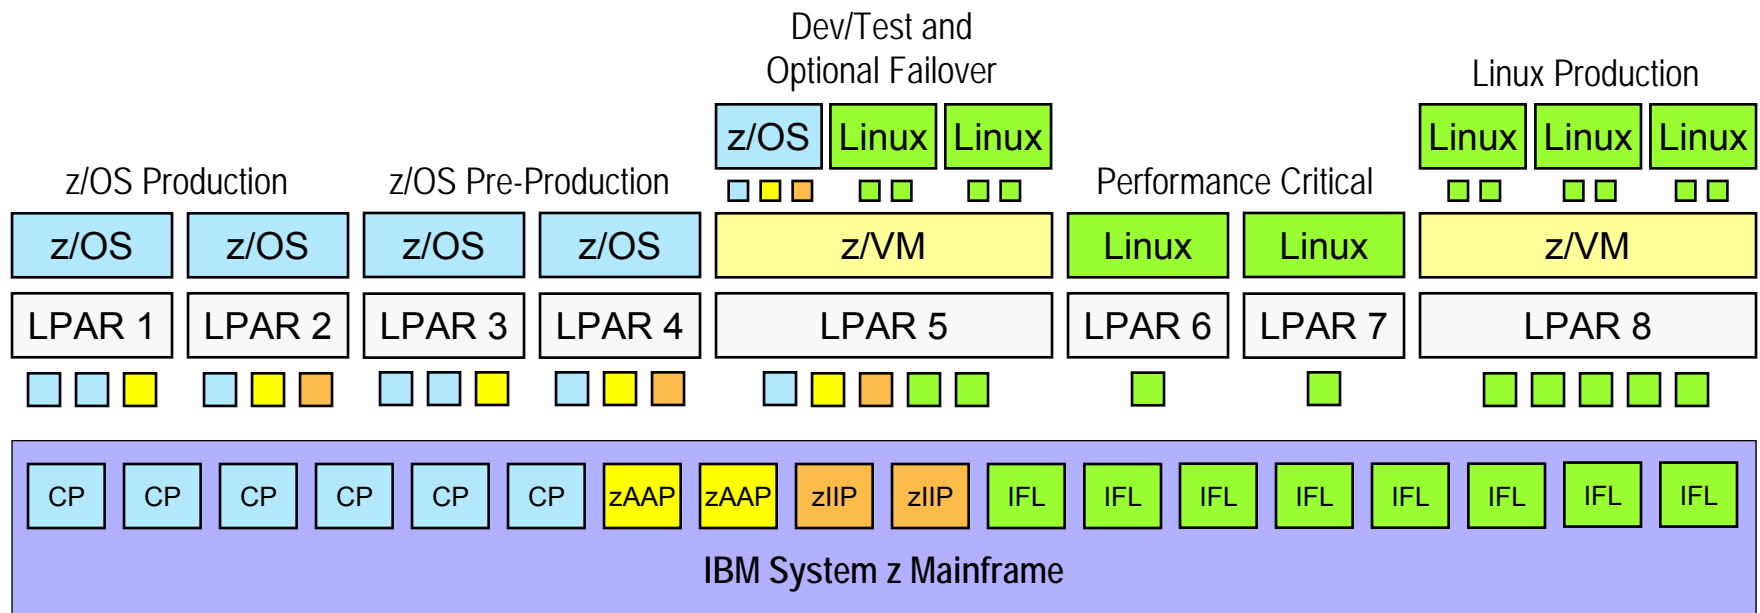 Dev/Test and
Optional Failover
Linux Production
z/OS Linux Linux
Linux Linux Linux
z/OS Production
z/OS Pre-Production
Performance Critical
z/OS z/OS z/OS z/OS z/VM Linux Linux z/VM
LPAR 1 LPAR 2 LPAR 3 LPAR 4 LPAR 5 LPAR 6 LPAR 7 LPAR 8
CP CP CP CP CP CP zAAP zAAP zIIP zIIP IFL IFL IFL IFL IFL IFL IFL IFL
IBM System z Mainframe